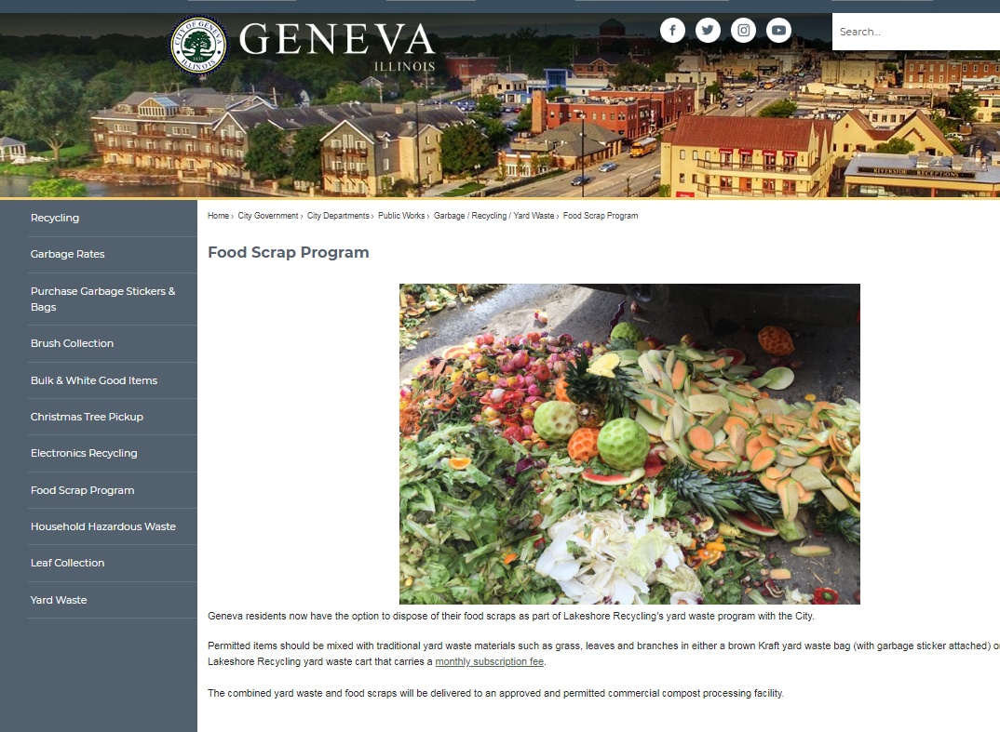 CITY OF GENEVA
ILLINOIS
1835
GENEVA
ILLINOIS
Search...
RIVERSIDE RECEPTIONS
Recycling
Garbage Rates
Purchase Garbage Stickers &
Bags
Brush Collection
Bulk & White Good Items
Christmas Tree Pickup
Electronics Recycling
Food Scrap Program
Household Hazardous Waste
Leaf Collection
Yard Waste
Home › City Government › City Departments › Public Works › Garbage / Recycling / Yard Waste › Food Scrap Program
Food Scrap Program
Geneva residents now have the option to dispose of their food scraps as part of Lakeshore Recycling's yard waste program with the City.
Permitted items should be mixed with traditional yard waste materials such as grass, leaves and branches in either a brown Kraft yard waste bag (with garbage sticker attached)
Lakeshore Recycling yard waste cart that carries a monthly subscription fee.
The combined yard waste and food scraps will be delivered to an approved and permitted commercial compost processing facility.